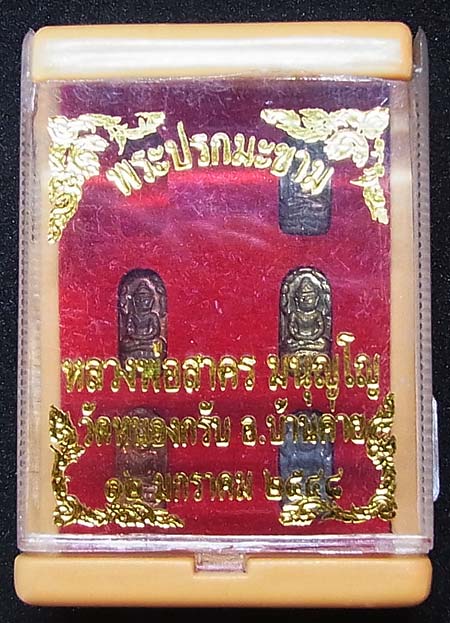 พระปรกมะขาม
หลวงพ่อสาคร มนุญโญ
วัดหนองกรับ อ.บ้านค่าย
๑๒ มกราคม ๒๕๔๔